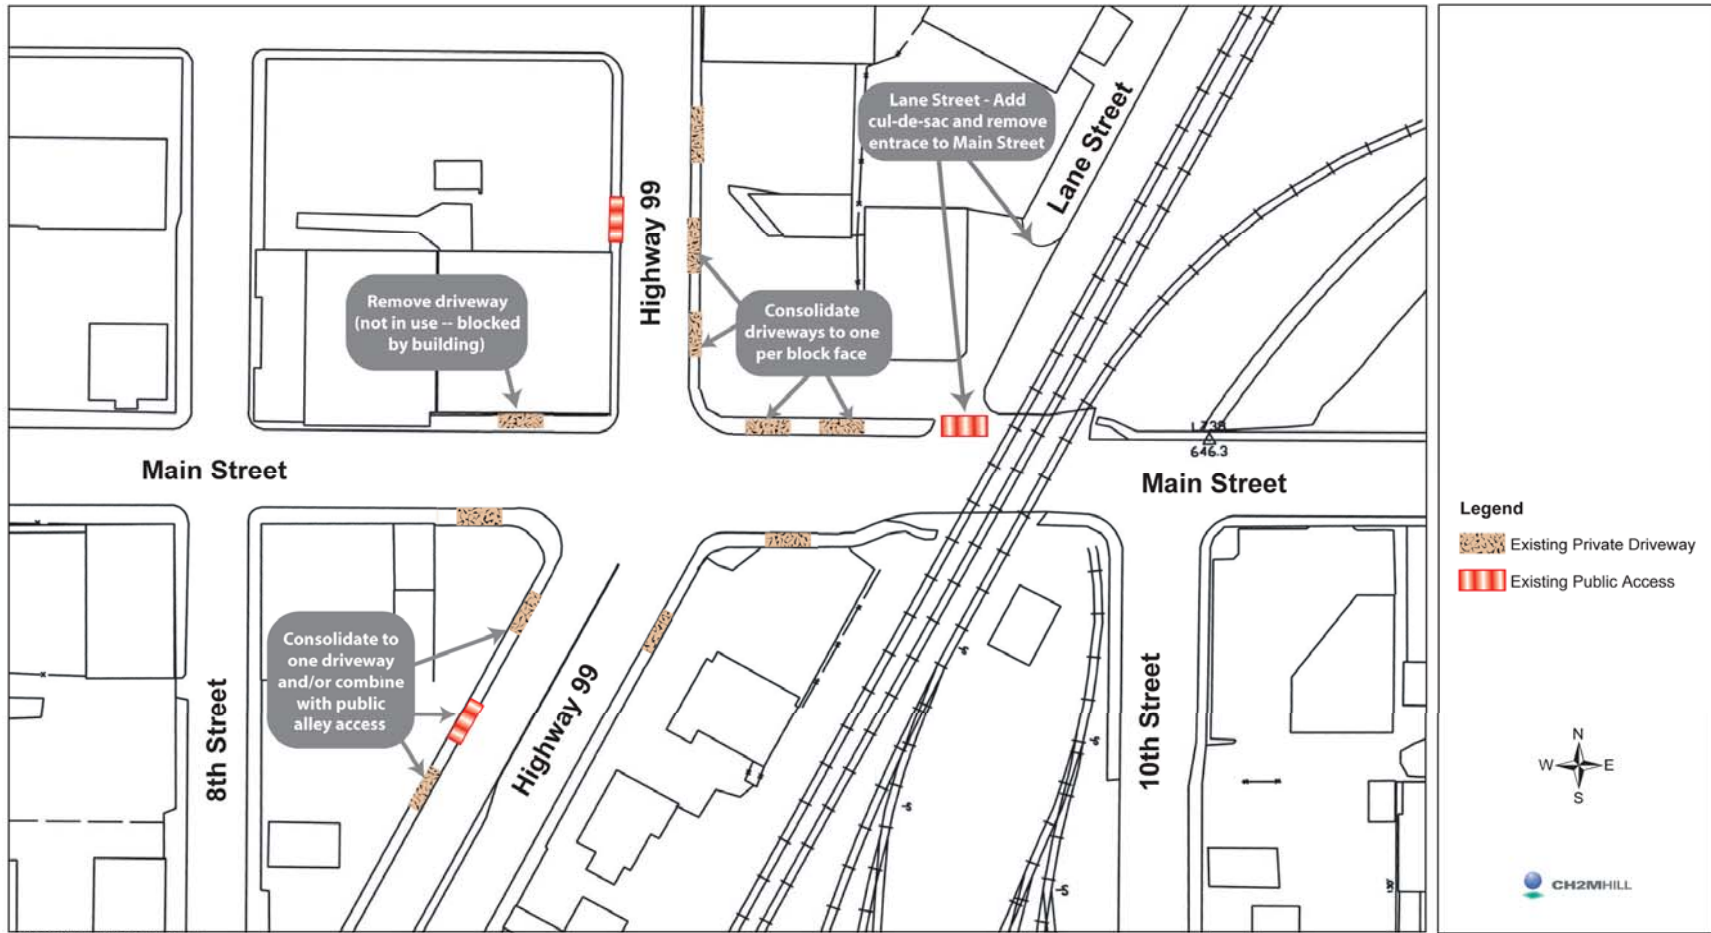 Lane Street - Add
cul-de-sac and remove
entrace to Main Street
Lane Street
Highway 99
Remove driveway
(not in use -- blocked
by building)
Consolidate
driveways to one
per block face
646.3
Main Street
Main Street
Consolidate to
one driveway
and/or combine
with public
alley access
8th Street
Highway 99
10th Street
Legend
Existing Private Driveway
Existing Public Access
N
W E
S
CH2MHILL